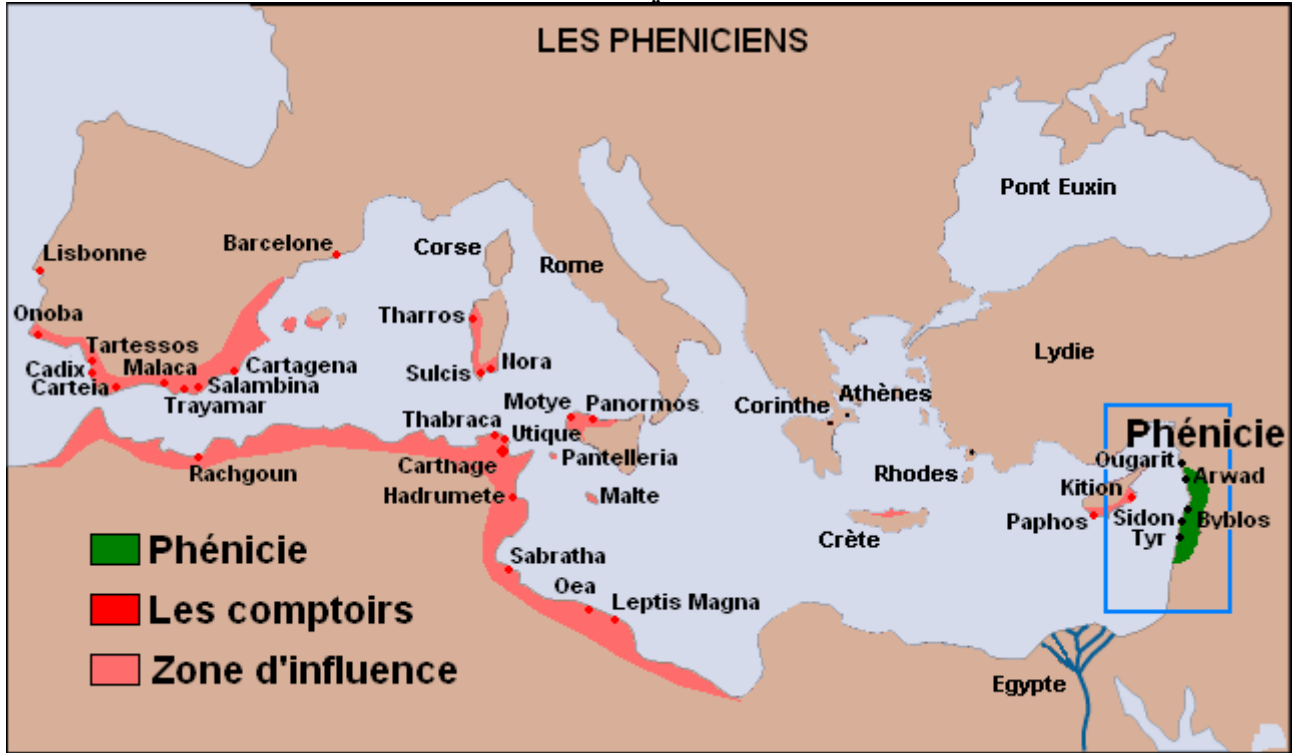 LES PHENICIENS
Pont Euxin
Barcelone
Corse
Lisbonne
Rome
Onoba
Tharros
Tartessos
Lydie
Cadix
Malaca
Cartagena
Nora
Carteia
Salambina
Sulcis
Athènes
Trayamar
Motye
Panormos
Corinthe
Thabraca
Utique
Phénicie
Carthage
Pantelleria
Ougarit
Rachgoun
Rhodes
Arwad
Hadrumete
Malte
Kition
Paphos
Sidon
Byblos
Crète
Tyr
Phénicie
Sabratha
Oea
Leptis Magna
Les comptoirs
Zone d'influence
Egypte